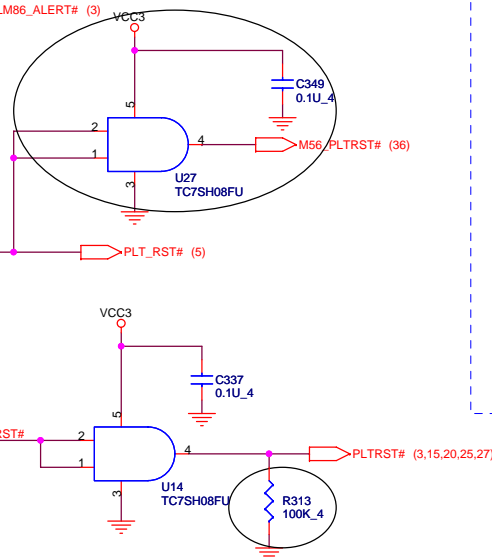 LM86_ALERT# (3)
VCC3
C349
0.1U_4
5
2
4
1
M56_PLTRST# (36)
3
U27
TC7SH08FU
PLT_RST# (5)
VCC3
C337
0.1U_4
5
RST#
2
4
1
PLTRST# (3,15,20,25,27)
3
U14
TC7SH08FU
R313
100K_4